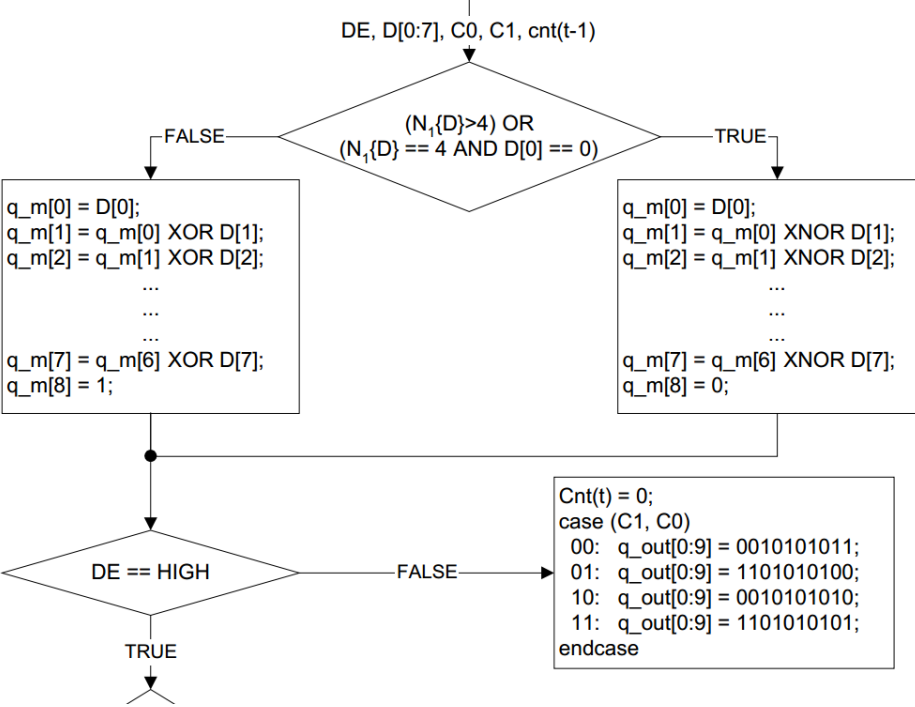 DE, D[0:7], C0, C1, cnt(t-1)
(N₁{D}>4) OR
(N₁{D} == 4 AND D[0] == 0)
FALSE
TRUE
q_m[0] = D[0];
q_m[1] = q_m[0] XOR D[1];
q_m[2] = q_m[1] XOR D[2];
...
...
...
q_m[7] = q_m[6] XOR D[7];
q_m[8] = 1;
q_m[0] = D[0];
q_m[1] = q_m[0] XNOR D[1];
q_m[2] = q_m[1] XNOR D[2];
...
...
...
q_m[7] = q_m[6] XNOR D[7];
q_m[8] = 0;
DE == HIGH
FALSE
TRUE
Cnt(t) = 0;
case (C1, C0)
00: q_out[0:9] = 0010101011;
01: q_out[0:9] = 1101010100;
10: q_out[0:9] = 0010101010;
11: q_out[0:9] = 1101010101;
endcase